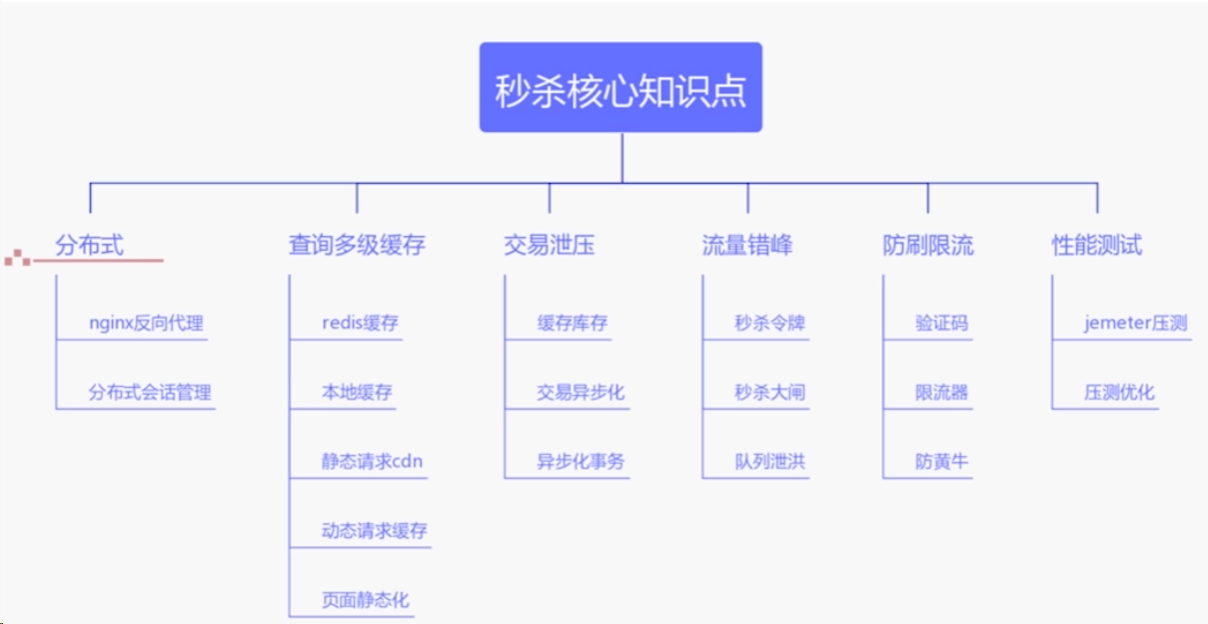 秒杀核心知识点
分布式
nginx反向代理
分布式会话管理
查询多级缓存
redis缓存
本地缓存
静态请求cdn
动态请求缓存
页面静态化
交易泄压
缓存库存
交易异步化
异步化事务
流量错峰
秒杀令牌
秒杀大闸
队列泄洪
防刷限流
验证码
限流器
防黄牛
性能测试
jemeter压测
压测优化